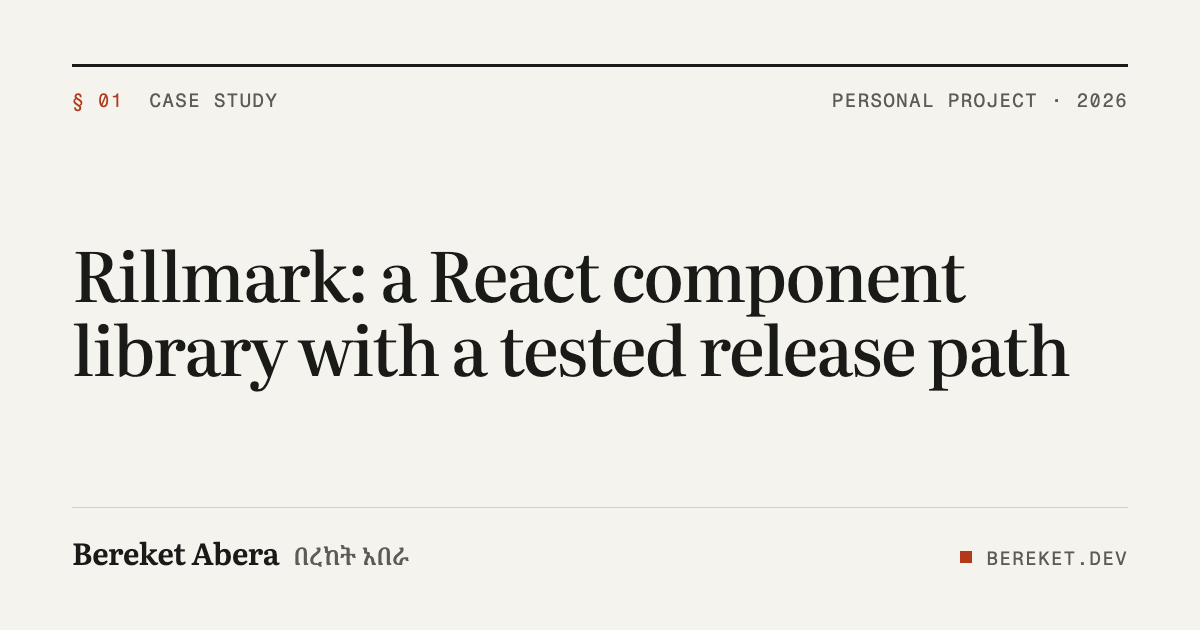 § 01 CASE STUDY
PERSONAL PROJECT · 2026
Rillmark: a React component
library with a tested release path
Bereket Abera በረከት አበራ
BEREKET.DEV